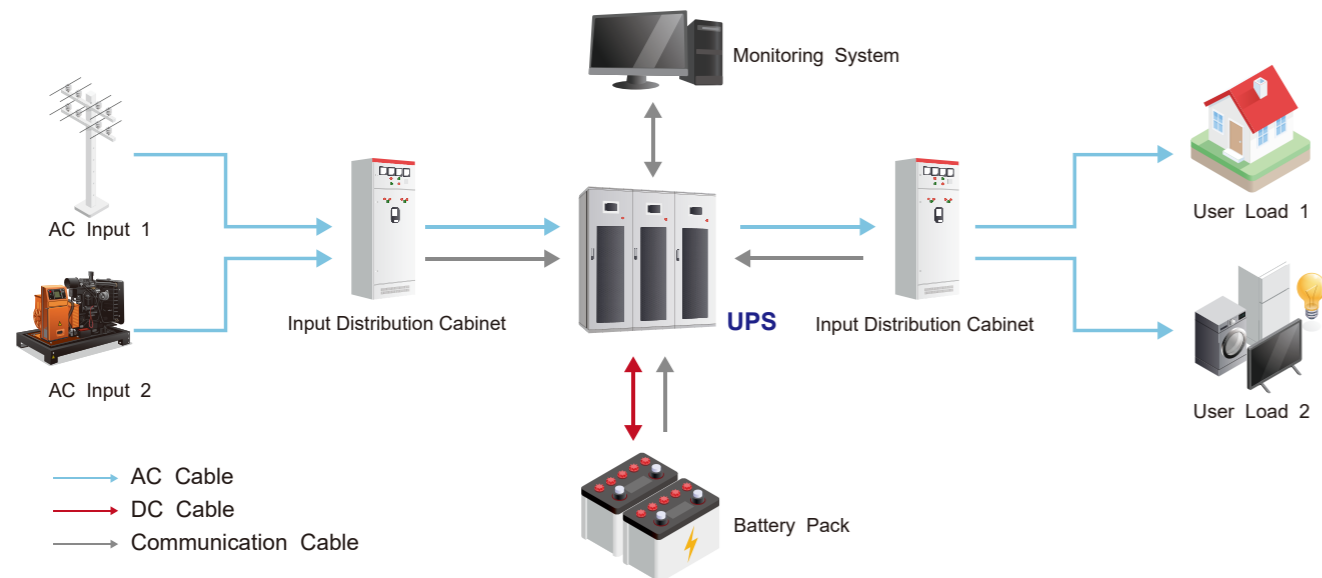 Monitoring System
AC Input 1
User Load 1
Input Distribution Cabinet
UPS
Input Distribution Cabinet
AC Input 2
User Load 2
AC Cable
DC Cable
Communication Cable
Battery Pack